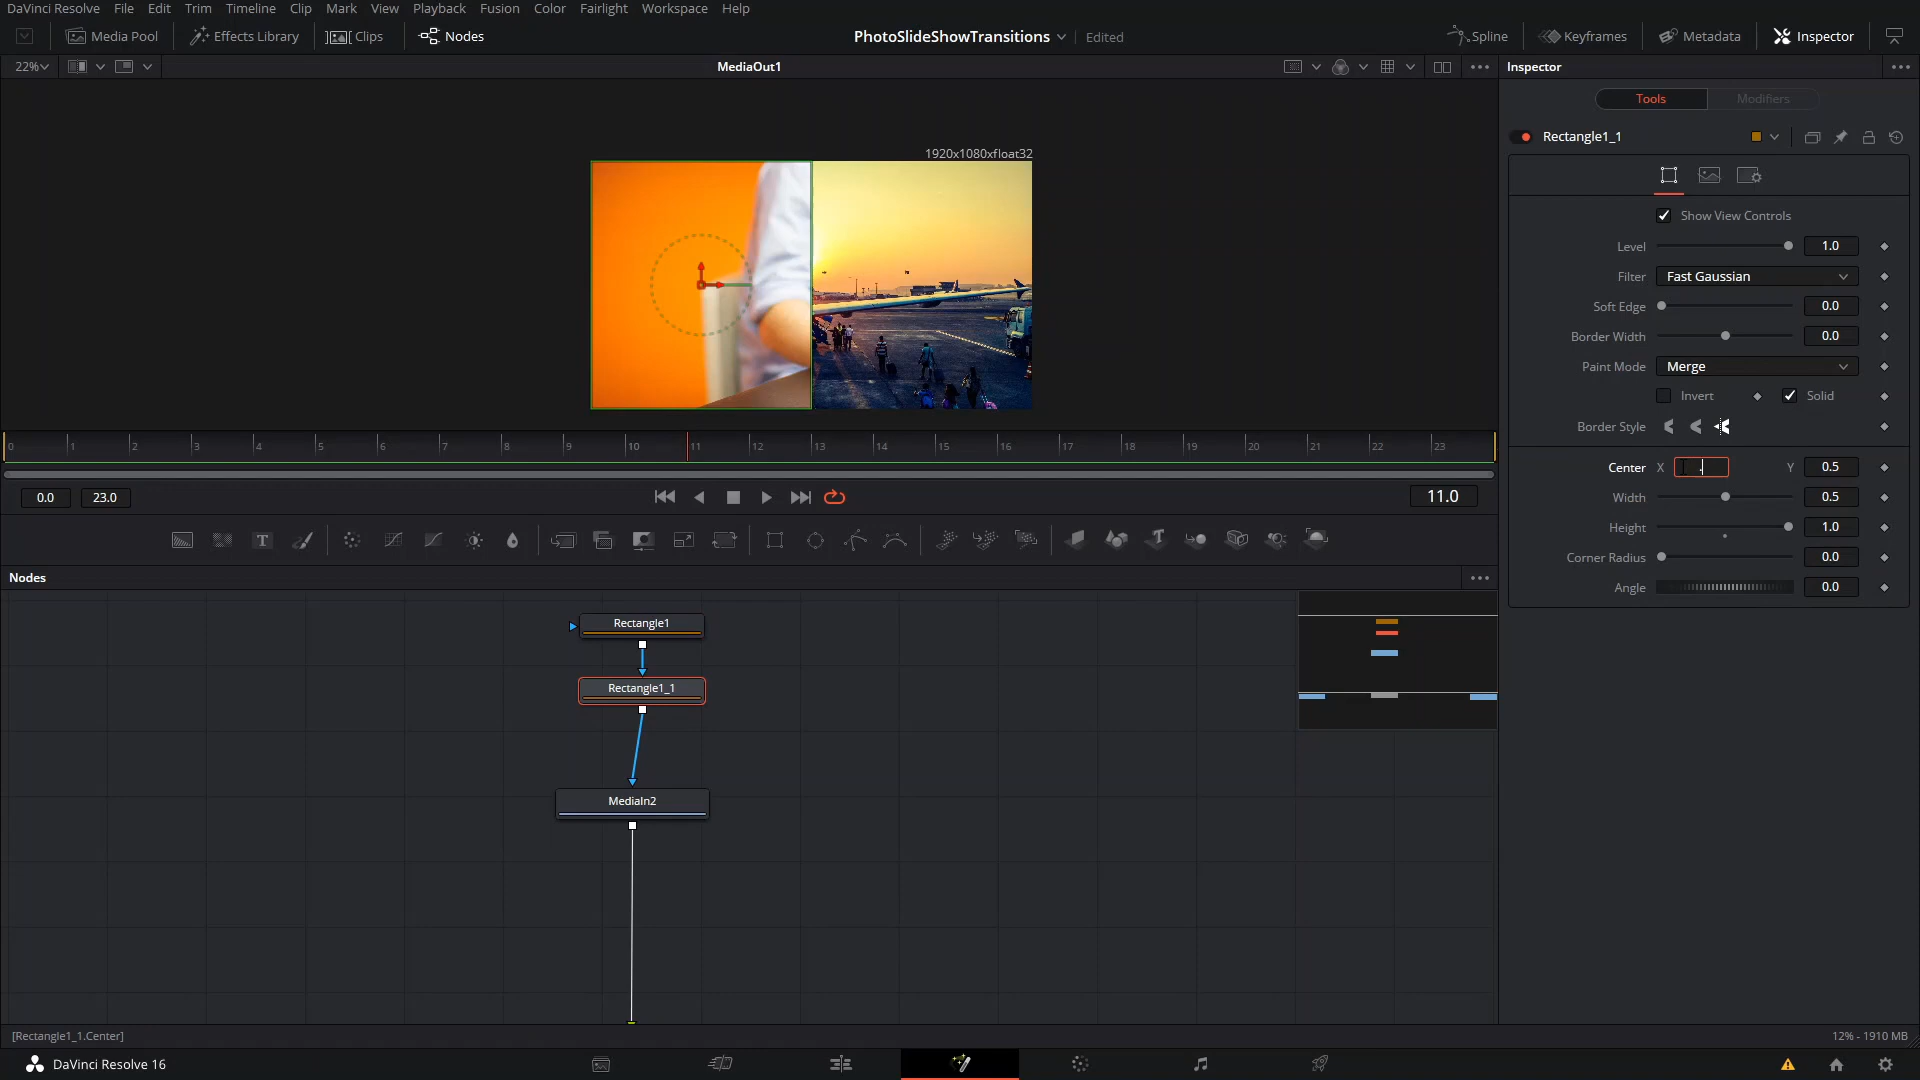 DaVinci Resolve File Edit Trim Timeline Clip Mark View Playback Fusion Color Fairlight Workspace Help
Media Pool Effects Library Clips Nodes PhotoSlideShowTransitions Edited Spline Keyframes Metadata Inspector
22% MediaOut1 Inspector
Tools Modifiers
Rectangle1_1
1920x1080xfloat32
Show View Controls
Level 1.0
Filter Fast Gaussian
Soft Edge 0.0
Border Width 0.0
Paint Mode Merge
Invert Solid
Border Style
Center X . Y 0.5
Width 0.5
Height 1.0
Corner Radius 0.0
Angle 0.0
0 1 2 3 4 5 6 7 8 9 10 11 12 13 14 15 16 17 18 19 20 21 22 23
0.0 23.0 11.0
Nodes
Rectangle1
Rectangle1_1
MediaIn2
[Rectangle1_1.Center] 12% - 1910 MB
DaVinci Resolve 16